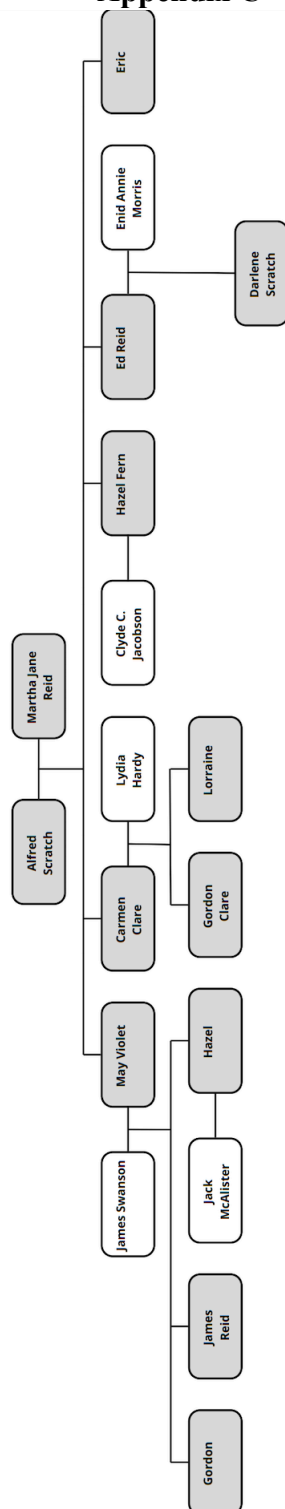 Alfred
Scratch
Martha Jane
Reid
James Swanson
May Violet
Carmen
Clare
Lydia
Hardy
Clyde C.
Jacobson
Hazel Fern
Ed Reid
Enid Annie
Morris
Eric
Gordon
James
Reid
Jack
McAlister
Hazel
Gordon
Clare
Lorraine
Darlene
Scratch